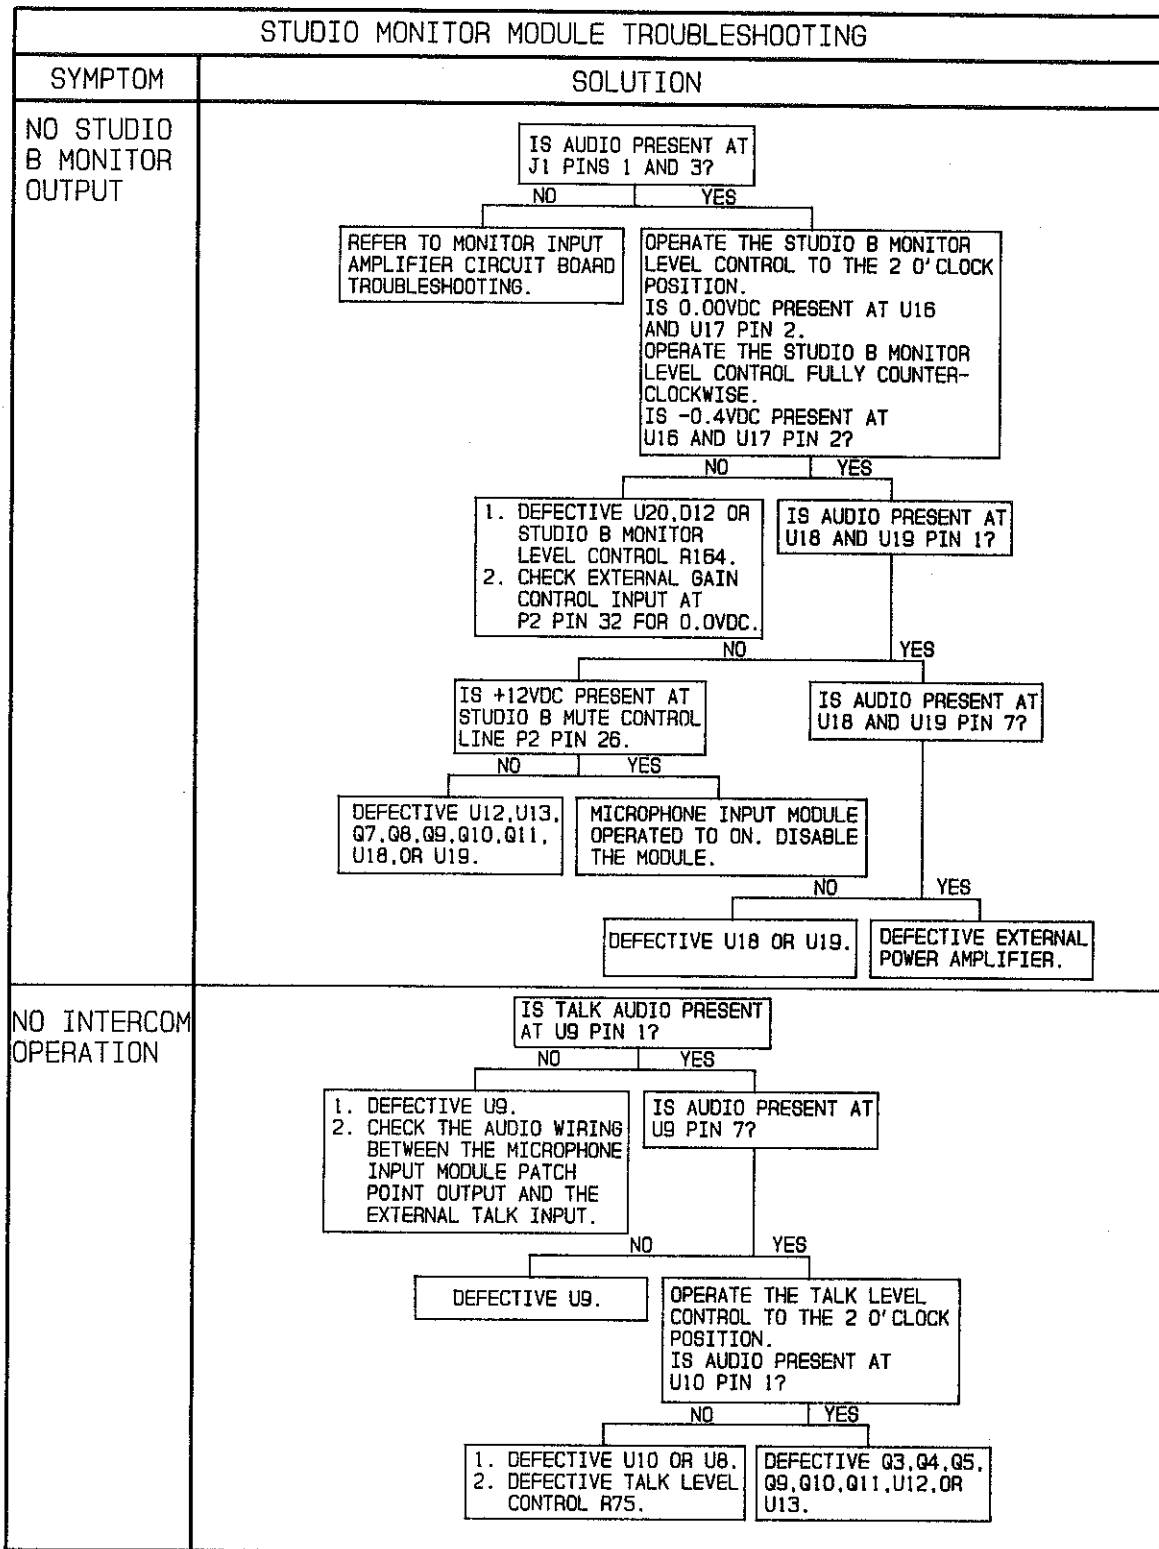 STUDIO MONITOR MODULE TROUBLESHOOTING
SYMPTOM
SOLUTION
NO STUDIO
B MONITOR
OUTPUT
IS AUDIO PRESENT AT
J1 PINS 1 AND 3?
NO
YES
REFER TO MONITOR INPUT
AMPLIFIER CIRCUIT BOARD
TROUBLESHOOTING.
OPERATE THE STUDIO B MONITOR
LEVEL CONTROL TO THE 2 O'CLOCK
POSITION.
IS 0.00VDC PRESENT AT U16
AND U17 PIN 2.
OPERATE THE STUDIO B MONITOR
LEVEL CONTROL FULLY COUNTER-
CLOCKWISE.
IS -0.4VDC PRESENT AT
U16 AND U17 PIN 2?
NO
YES
1. DEFECTIVE U20,D12 OR
STUDIO B MONITOR
LEVEL CONTROL R164.
2. CHECK EXTERNAL GAIN
CONTROL INPUT AT
P2 PIN 32 FOR 0.0VDC.
IS AUDIO PRESENT AT
U18 AND U19 PIN 1?
NO
YES
IS +12VDC PRESENT AT
STUDIO B MUTE CONTROL
LINE P2 PIN 26.
IS AUDIO PRESENT AT
U18 AND U19 PIN 7?
NO
YES
DEFECTIVE U12,U13,
Q7,Q8,Q9,Q10,Q11,
U18,OR U19.
MICROPHONE INPUT MODULE
OPERATED TO ON. DISABLE
THE MODULE.
NO
YES
DEFECTIVE U18 OR U19.
DEFECTIVE EXTERNAL
POWER AMPLIFIER.
NO INTERCOM
OPERATION
IS TALK AUDIO PRESENT
AT U9 PIN 1?
NO
YES
1. DEFECTIVE U9.
2. CHECK THE AUDIO WIRING
BETWEEN THE MICROPHONE
INPUT MODULE PATCH
POINT OUTPUT AND THE
EXTERNAL TALK INPUT.
IS AUDIO PRESENT AT
U9 PIN 7?
NO
YES
DEFECTIVE U9.
OPERATE THE TALK LEVEL
CONTROL TO THE 2 O'CLOCK
POSITION.
IS AUDIO PRESENT AT
U10 PIN 1?
NO
YES
1. DEFECTIVE U10 OR U8.
2. DEFECTIVE TALK LEVEL
CONTROL R75.
DEFECTIVE Q3,Q4,Q5,
Q9,Q10,Q11,U12,OR
U13.